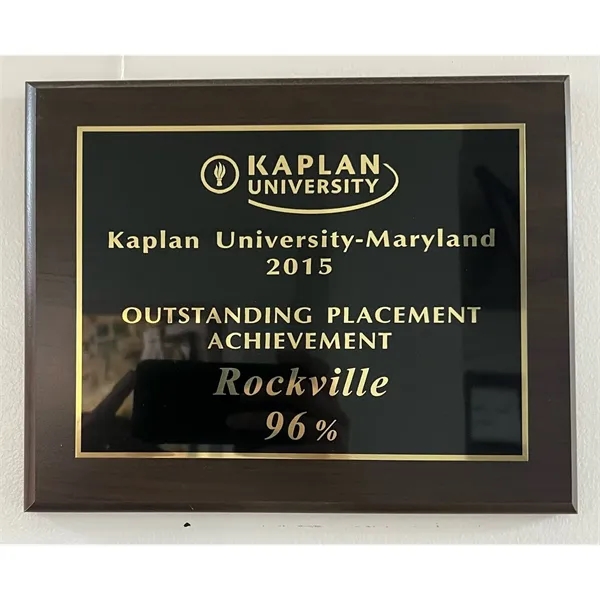 KAPLAN
UNIVERSITY
Kaplan University-Maryland
2015
OUTSTANDING PLACEMENT
ACHIEVEMENT
Rockville
96%